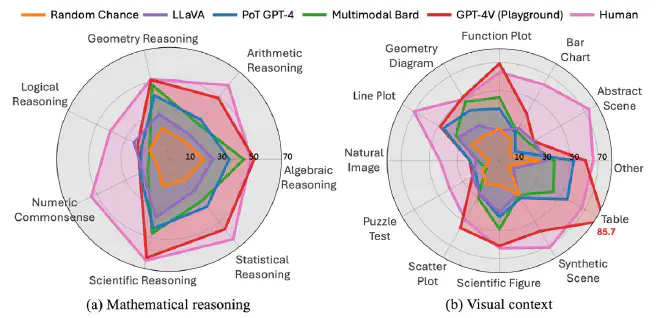 Random Chance LLaVA PoT GPT-4 Multimodal Bard GPT-4V (Playground) Human
Geometry Reasoning
Arithmetic
Reasoning
Logical
Reasoning
10 30 50 70
Algebraic
Reasoning
Numeric
Commonsense
Statistical
Reasoning
Scientific Reasoning
(a) Mathematical reasoning
Function Plot
Geometry
Diagram
Bar
Chart
Line Plot
Abstract
Scene
Natural
Image
10 30 50 70
Other
Puzzle
Test
Table
85.7
Scatter
Plot
Synthetic
Scene
Scientific Figure
(b) Visual context